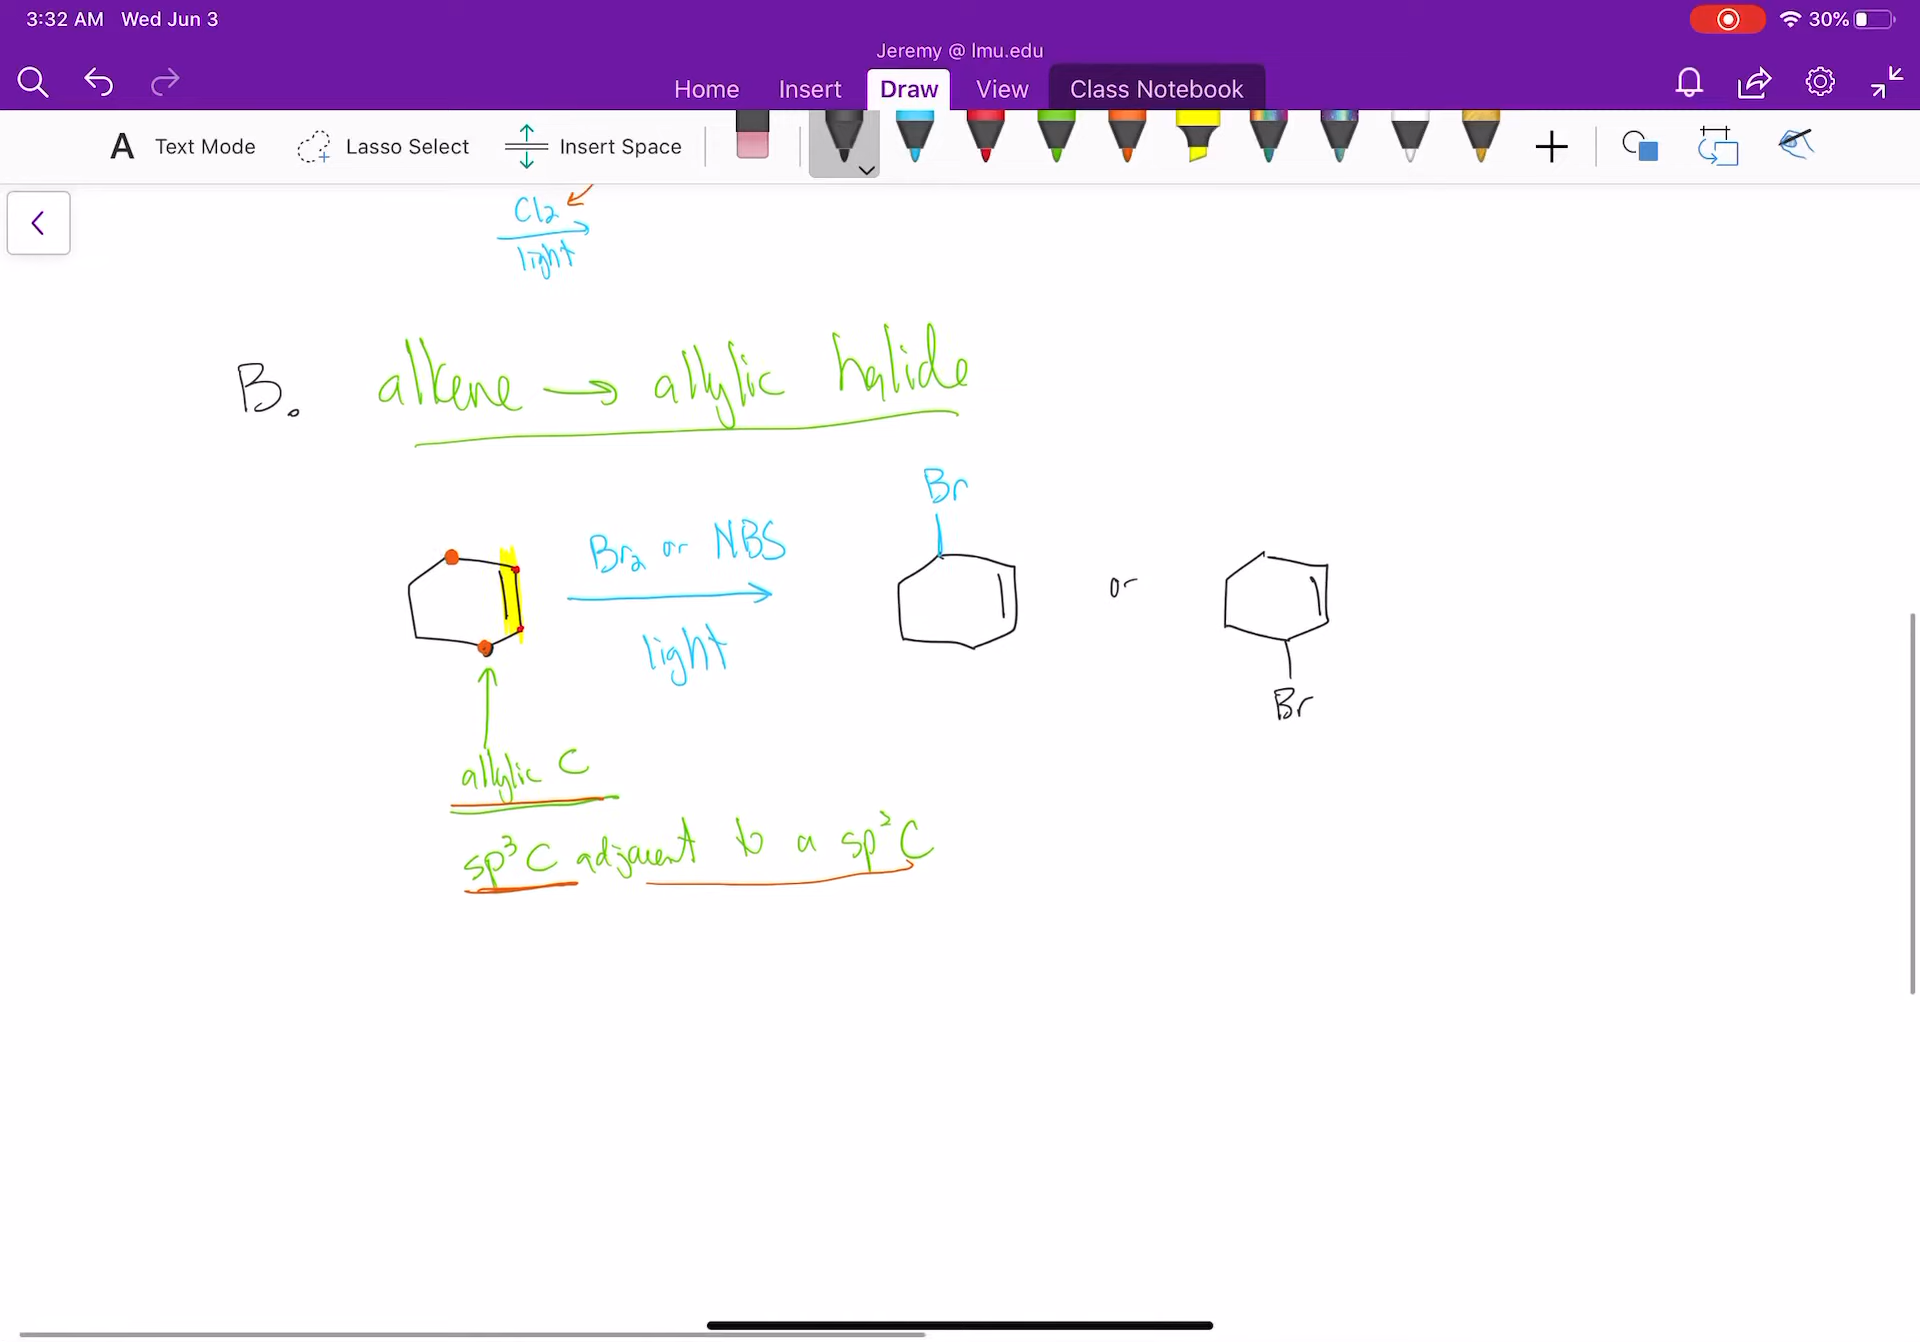 3:32 AM Wed Jun 3
30%
Jeremy @ lmu.edu
Home Insert Draw View Class Notebook
A Text Mode Lasso Select Insert Space
Cl₂
light
B. alkene → allylic halide
Br
Br₂ or NBS
or
light
Br
allylic C
sp³ C adjacent to a sp² C